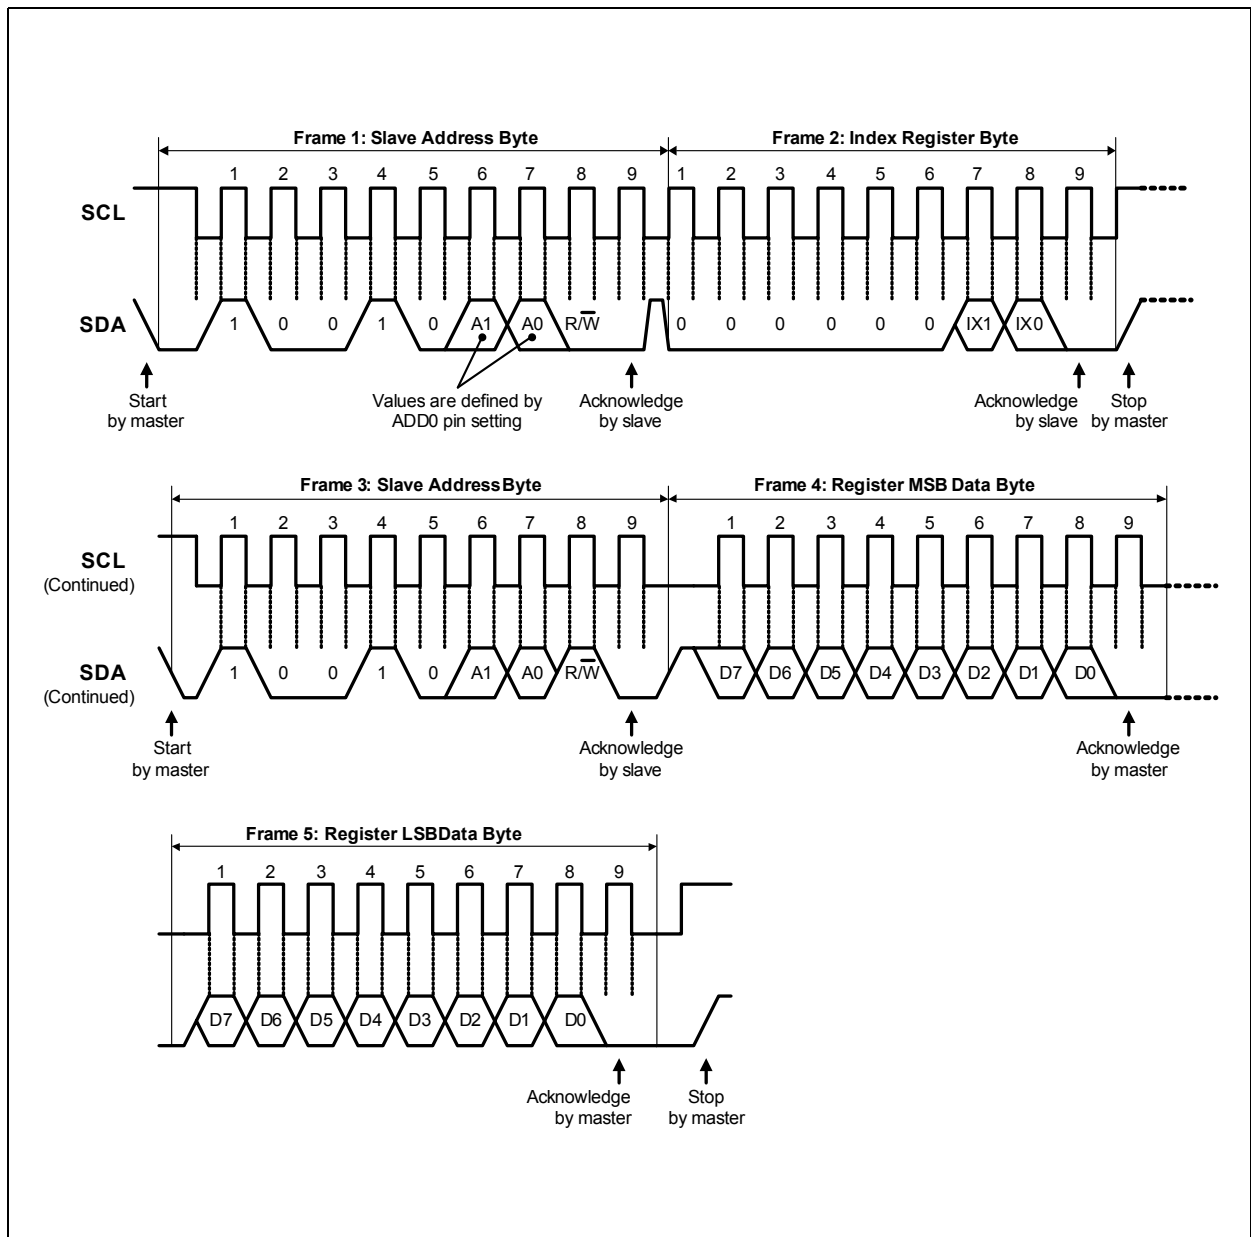 Frame 1: Slave Address Byte Frame 2: Index Register Byte
1 2 3 4 5 6 7 8 9 1 2 3 4 5 6 7 8 9
SCL
SDA 1 0 0 1 0 A1 A0 R/W̅ 0 0 0 0 0 0 IX1 IX0
Start
by master
Values are defined by
ADD0 pin setting
Acknowledge
by slave
Acknowledge
by slave
Stop
by master
Frame 3: Slave AddressByte Frame 4: Register MSB Data Byte
1 2 3 4 5 6 7 8 9 1 2 3 4 5 6 7 8 9
SCL
(Continued)
SDA 1 0 0 1 0 A1 A0 R/W̅ D7 D6 D5 D4 D3 D2 D1 D0
(Continued)
Start
by master
Acknowledge
by slave
Acknowledge
by master
Frame 5: Register LSBData Byte
1 2 3 4 5 6 7 8 9
D7 D6 D5 D4 D3 D2 D1 D0
Acknowledge
by master
Stop
by master